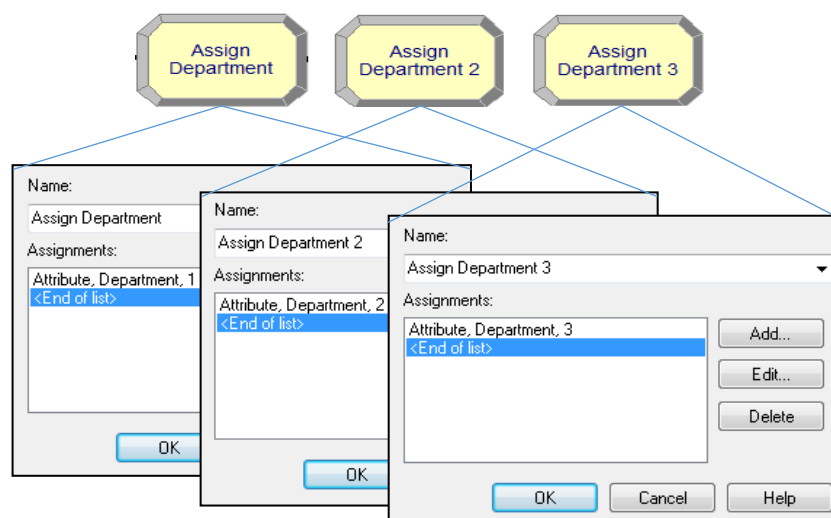 Assign
Department
Assign
Department 2
Assign
Department 3
Name:
Assign Department
Assignments:
Attribute, Department, 1
<End of list>
OK
Name:
Assign Department 2
Assignments:
Attribute, Department, 2
<End of list>
OK
Name:
Assign Department 3
Assignments:
Attribute, Department, 3
<End of list>
Add...
Edit...
Delete
OK
Cancel
Help